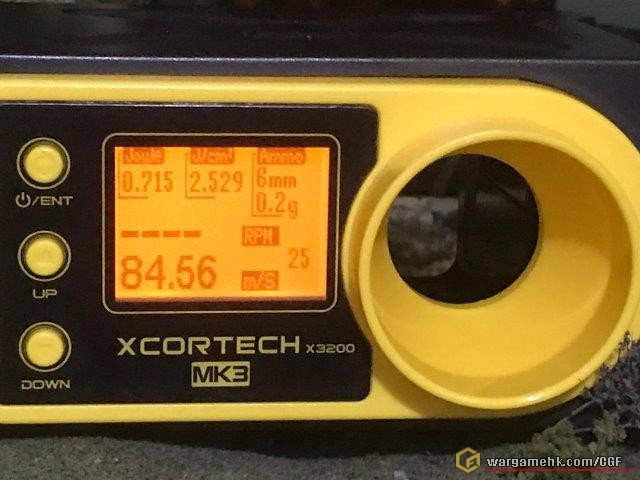 Joule J/cm² Ammo
0.715 2.529 6mm
0.2g
---- RPM
84.56 m/S 25
⏻/ENT
UP
DOWN
XCORTECH X3200
MK3
wargamehk.com/CGF